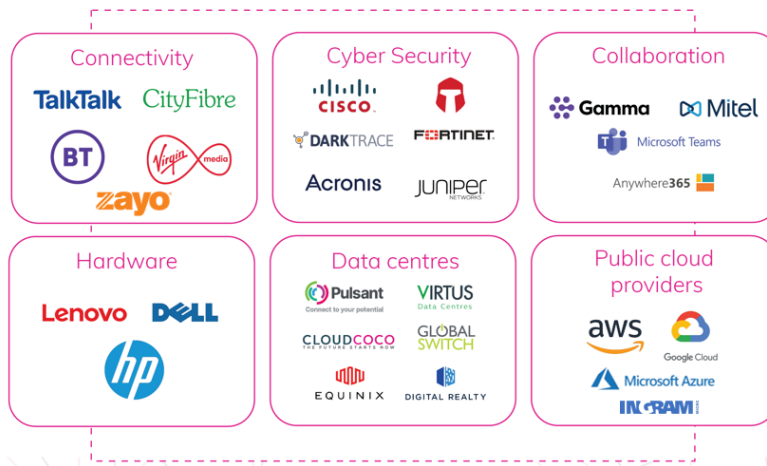 Connectivity
TalkTalk CityFibre
BT Virgin media
zayo
Cyber Security
CISCO
DARKTRACE FORTINET
Acronis JUNIPER
NETWORKS
Collaboration
Gamma Mitel
Microsoft Teams
Anywhere365
Hardware
Lenovo DELL
hp
Data centres
Pulsant VIRTUS
Connect to your potential Data Centres
CLOUDCOCO GLOBAL
THE FUTURE STARTS NOW SWITCH
EQUINIX DIGITAL REALTY
Public cloud
providers
aws
Google Cloud
Microsoft Azure
INGRAM